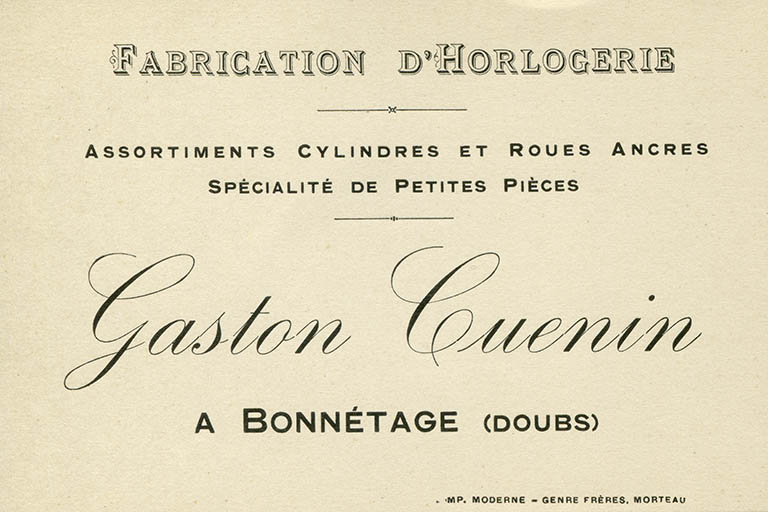 FABRICATION D'HORLOGERIE
ASSORTIMENTS CYLINDRES ET ROUES ANCRES
SPÉCIALITÉ DE PETITES PIÈCES
Gaston Cuenin
A BONNÉTAGE (DOUBS)
MP. MODERNE – GENRE FRÈRES, MORTEAU